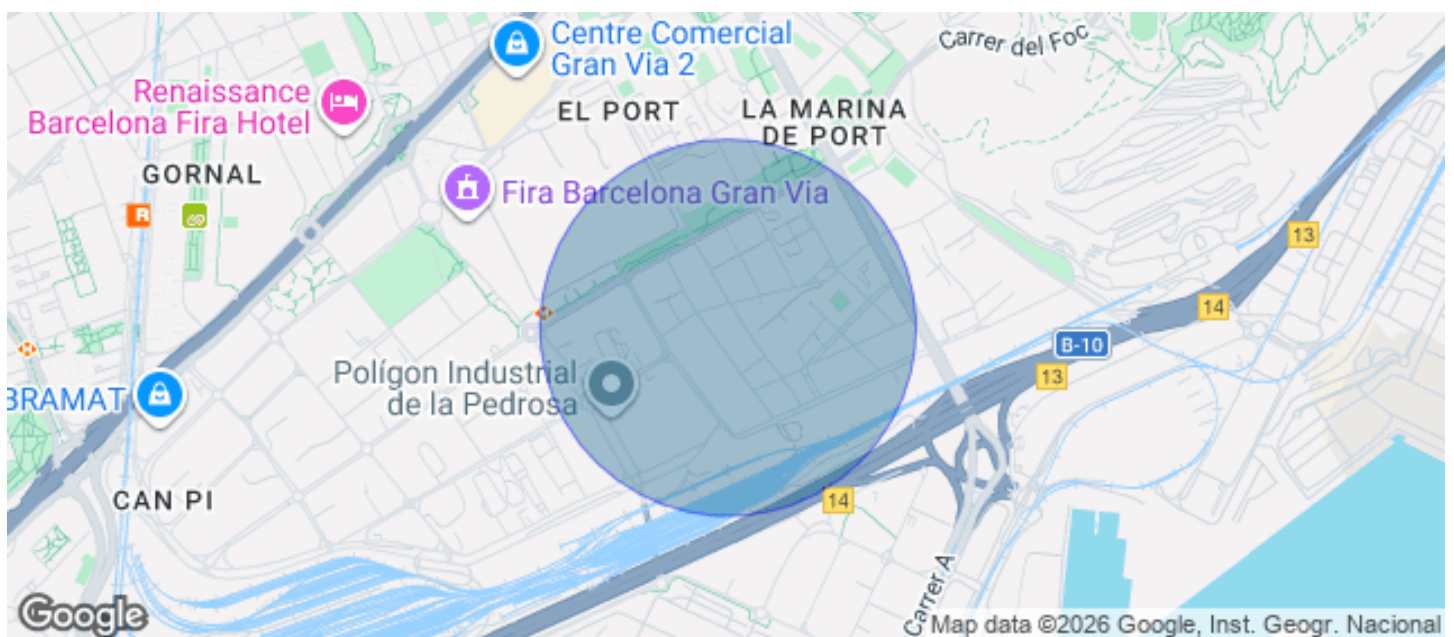 Centre Comercial
Gran Via 2
Carrer del Foc
Renaissance
Barcelona Fira Hotel
EL PORT
LA MARINA
DE PORT
GORNAL
Fira Barcelona Gran Via
R
13
14
B-10
13
Polígon Industrial
de la Pedrosa
BRAMAT
CAN PI
14
Carrer A
Google
Map data ©2026 Google, Inst. Geogr. Nacional